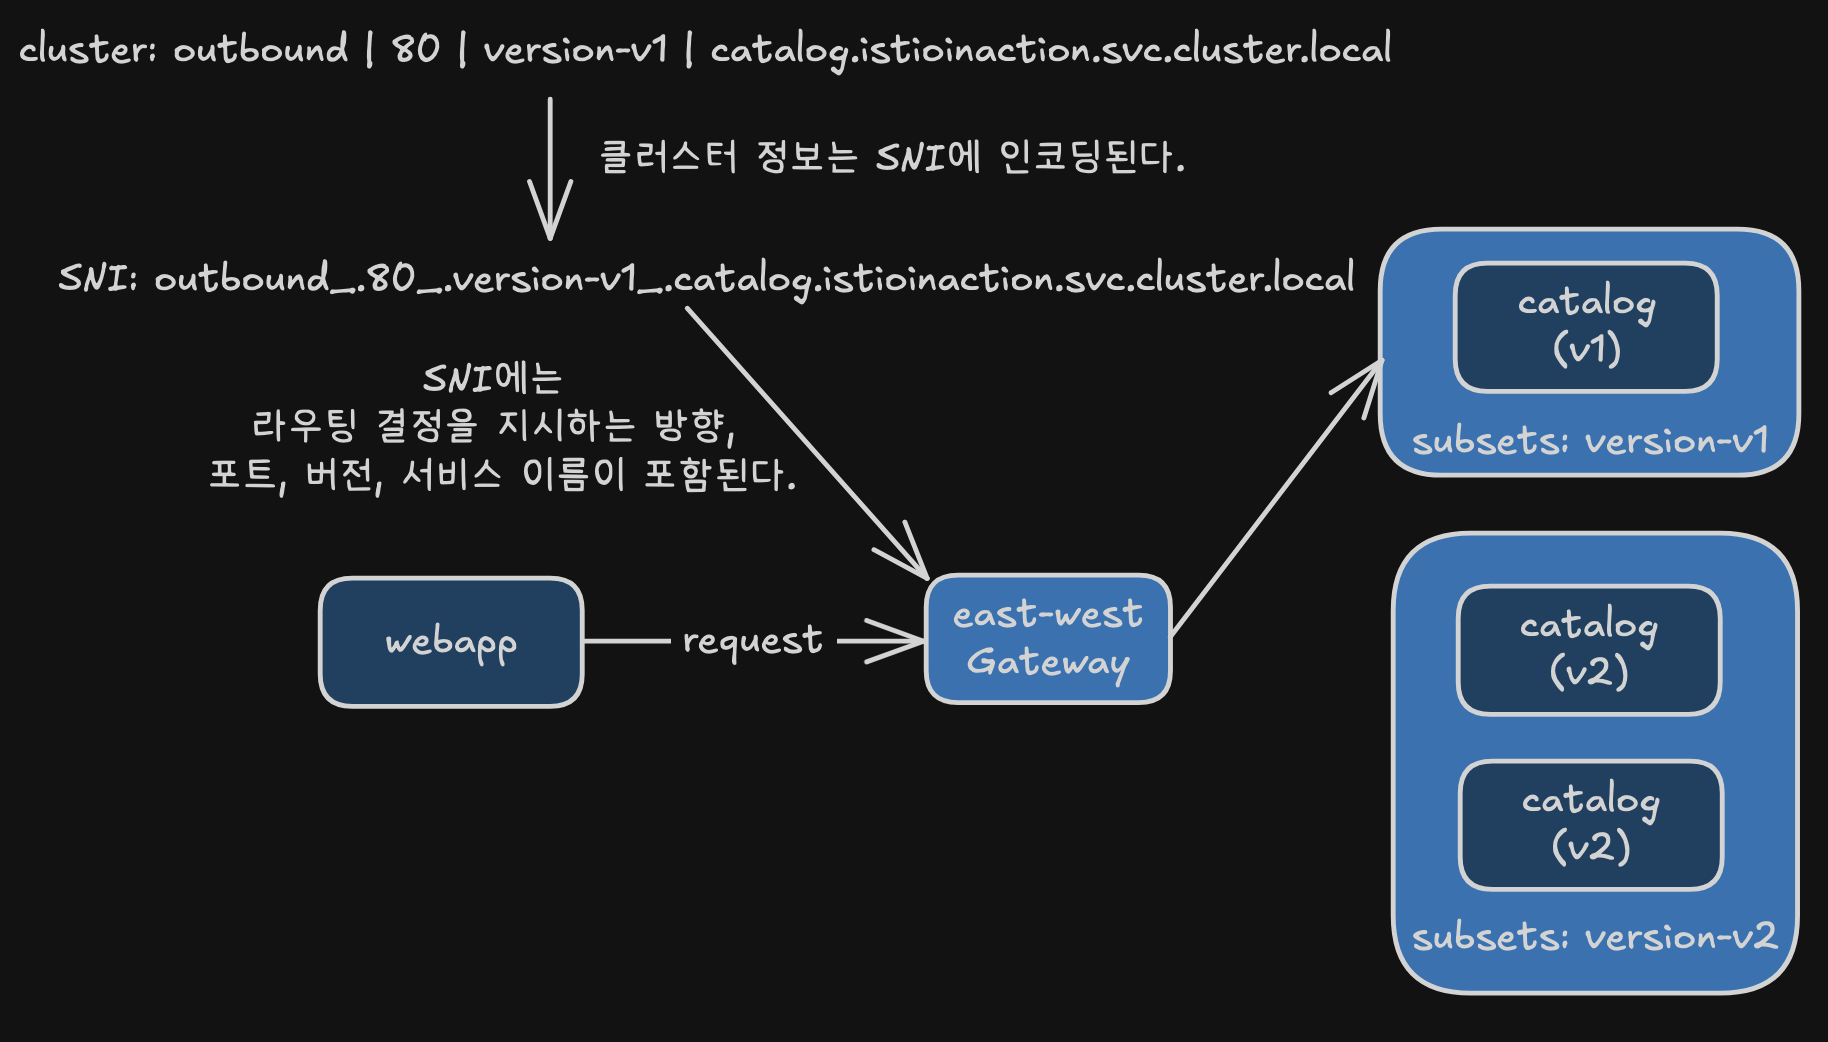 cluster: outbound | 80 | version-v1 | catalog.istioinaction.svc.cluster.local
클러스터 정보는 SNI에 인코딩된다.
SNI: outbound_.80_.version-v1_.catalog.istioinaction.svc.cluster.local
SNI에는
라우팅 결정을 지시하는 방향,
포트, 버전, 서비스 이름이 포함된다.
webapp
request
east-west
Gateway
catalog
(v1)
subsets: version-v1
catalog
(v2)
catalog
(v2)
subsets: version-v2